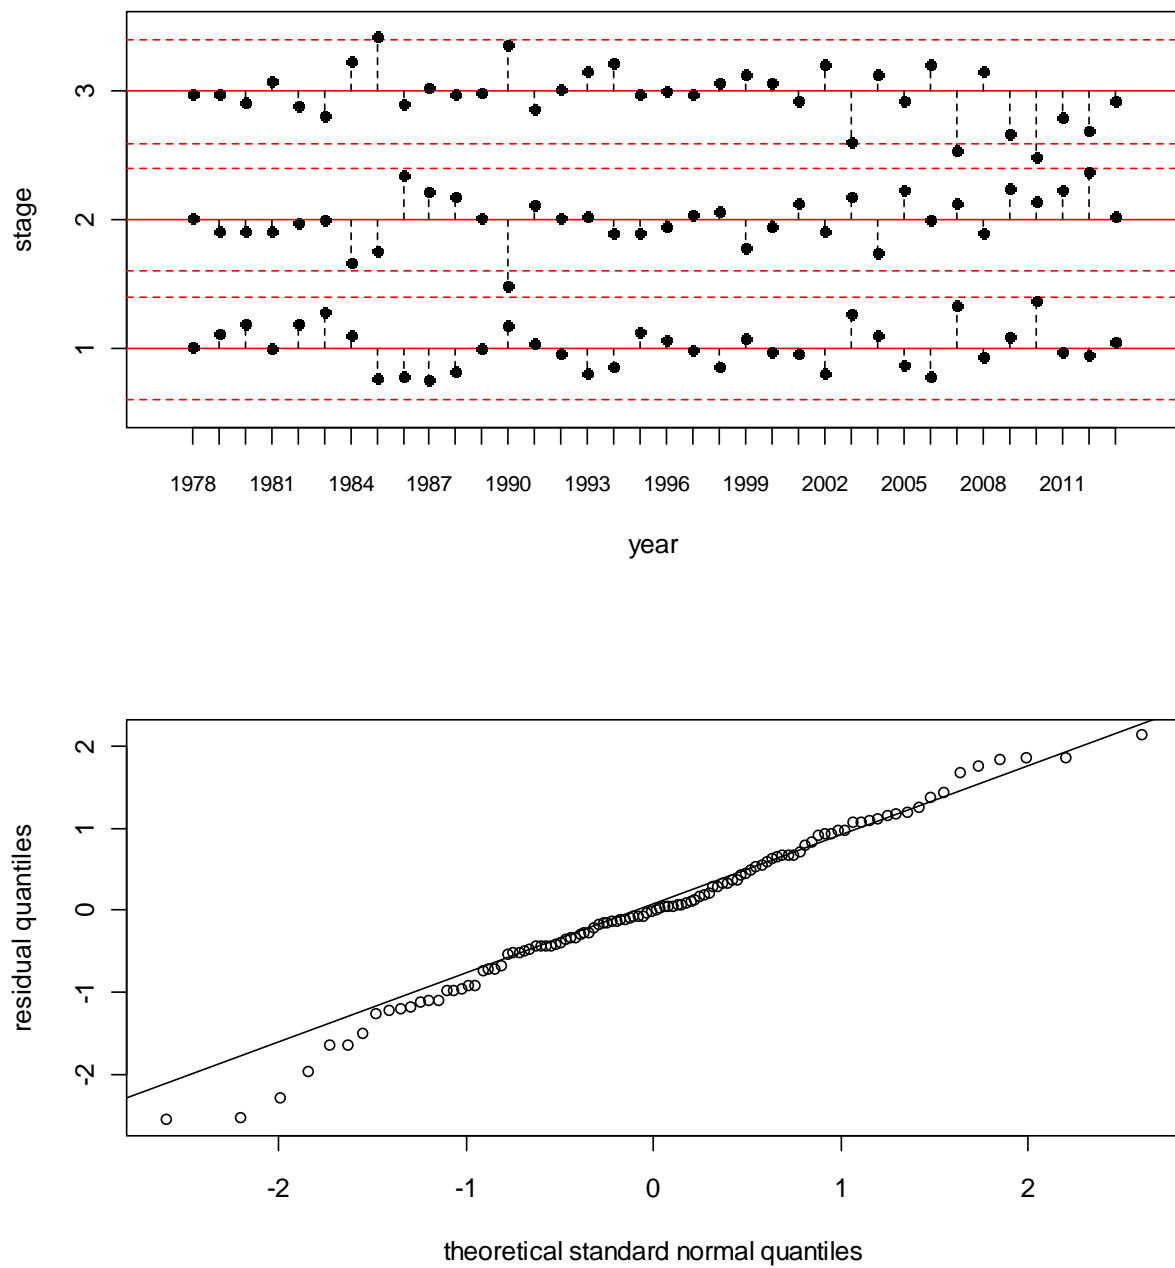 stage
3
2
1
1978 1981 1984 1987 1990 1993 1996 1999 2002 2005 2008 2011
year
residual quantiles
2
1
0
-1
-2
-2 -1 0 1 2
theoretical standard normal quantiles